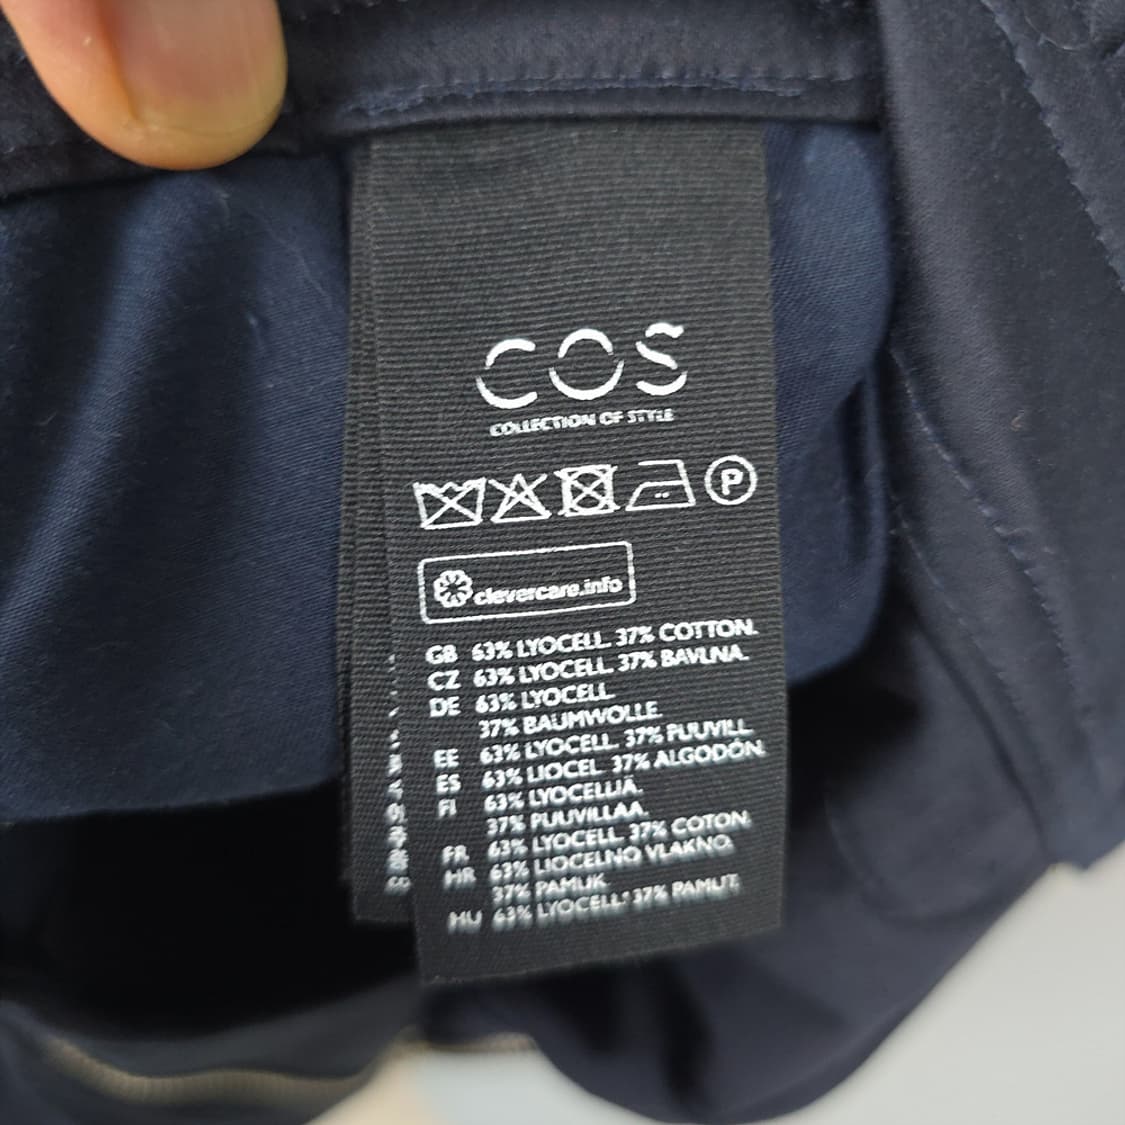 COS
COLLECTION OF STYLE
P
clevercare.info
GB 63% LYOCELL. 37% COTTON.
CZ 63% LYOCELL. 37% BAVLNA.
DE 63% LYOCELL.
37% BAUMWOLLE.
EE 63% LYOCELL. 37% PUUVILL.
ES 63% LIOCEL. 37% ALGODÓN.
FI 63% LYOCELLIÄ.
37% PUUVILLAA.
FR 63% LYOCELL. 37% COTON.
HR 63% LIOCELNO VLAKNO.
37% PAMUK.
HU 63% LYOCELL. 37% PAMUT.